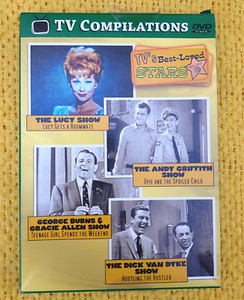 TV COMPILATIONS
DVD
VIDEO
TV's BEST-LOVED
STARS
THE LUCY SHOW
LUCY GETS A ROOMMATE
THE ANDY GRIFFITH
SHOW
OPIE AND THE SPOILED CHILD
GEORGE BURNS &
GRACIE ALLEN SHOW
TEENAGE GIRL SPENDS THE WEEKEND
THE DICK VAN DYKE
SHOW
HUSTLING THE HUSTLER